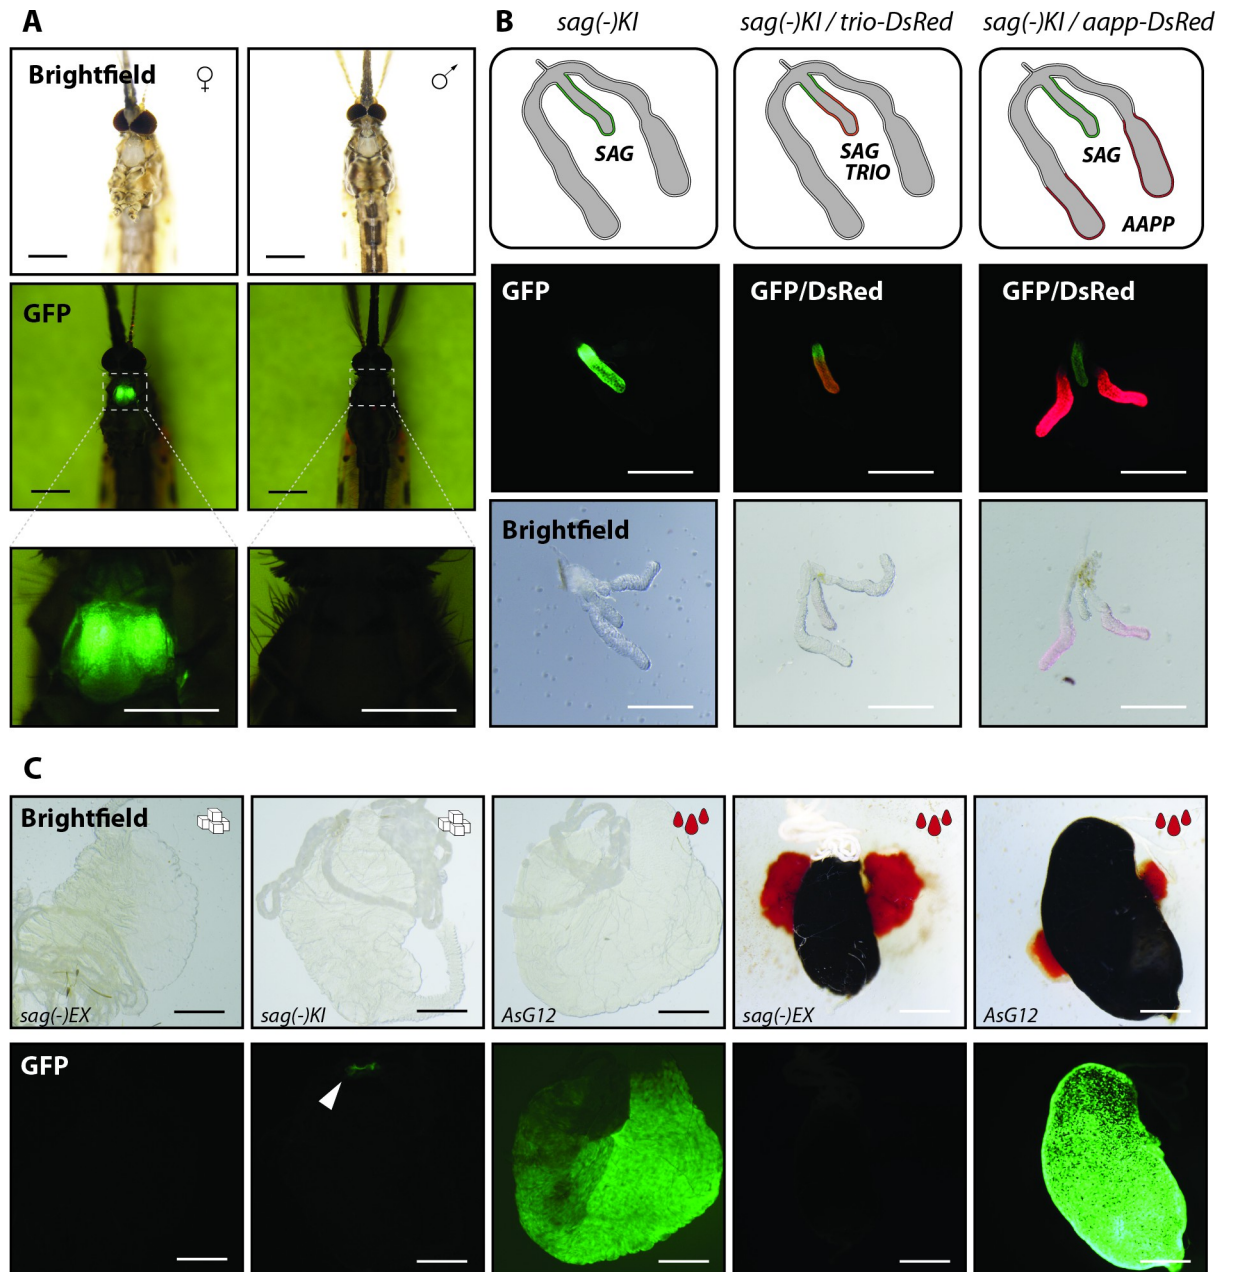 A
B
sag(-)KI
sag(-)KI / trio-DsRed
sag(-)KI / aapp-DsRed
Brightfield
♀
♂
SAG
SAG
TRIO
SAG
AAPP
GFP
GFP
GFP/DsRed
GFP/DsRed
Brightfield
C
Brightfield
sag(-)EX
sag(-)KI
AsG12
sag(-)EX
AsG12
GFP